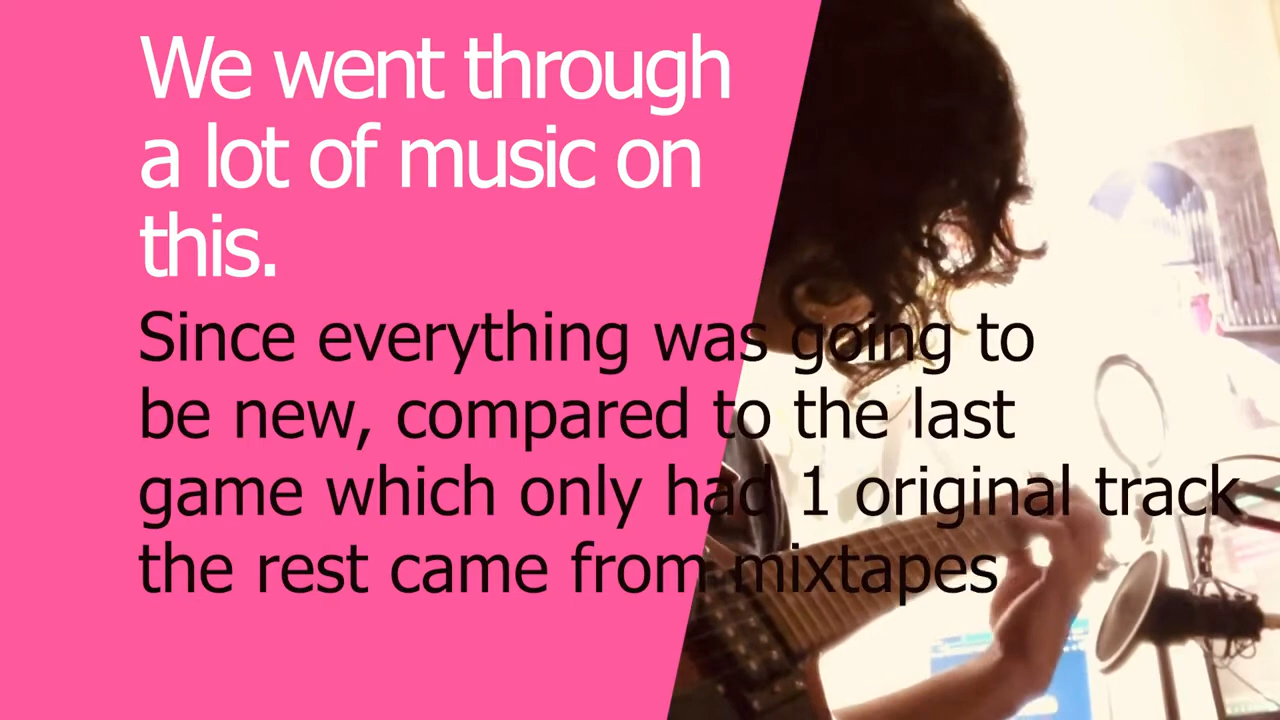 We went through
a lot of music on
this.
Since everything was going to
be new, compared to the last
game which only had 1 original track
the rest came from mixtapes